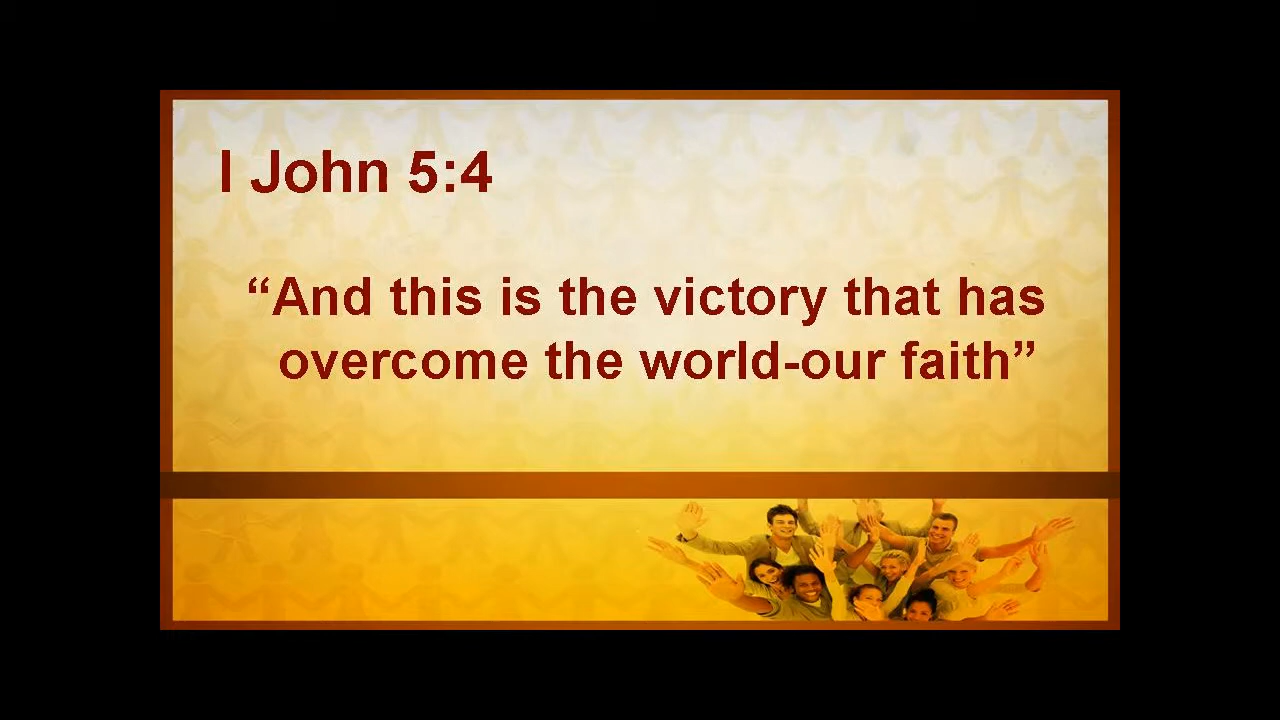 I John 5:4
“And this is the victory that has
overcome the world-our faith”